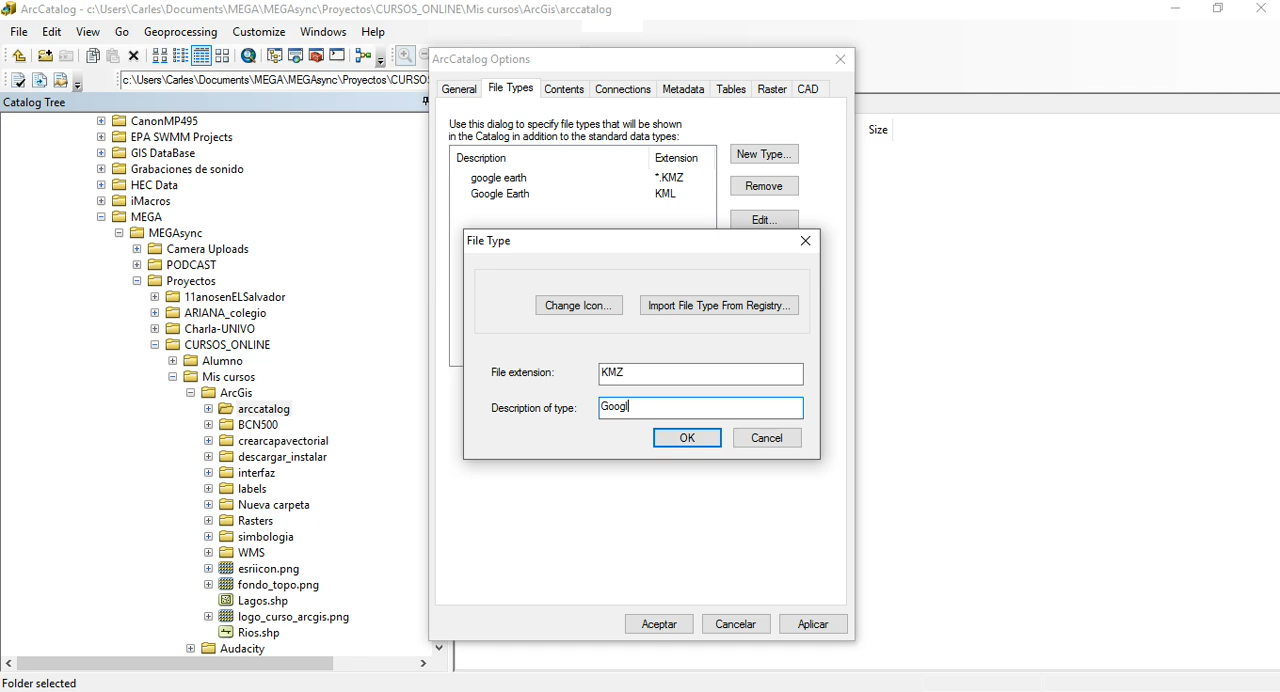 ArcCatalog - c:\Users\Carles\Documents\MEGA\MEGAsync\Proyectos\CURSOS_ONLINE\Mis cursos\ArcGis\arccatalog
File Edit View Go Geoprocessing Customize Windows Help
c:\Users\Carles\Documents\MEGA\MEGAsync\Proyectos\CURSO
Catalog Tree
CanonMP495
EPA SWMM Projects
GIS DataBase
Grabaciones de sonido
HEC Data
iMacros
MEGA
MEGAsync
Camera Uploads
PODCAST
Proyectos
11anosenELSalvador
ARIANA_colegio
Charla-UNIVO
CURSOS_ONLINE
Alumno
Mis cursos
ArcGis
arccatalog
BCN500
crearcapavectorial
descargar_instalar
interfaz
labels
Nueva carpeta
Rasters
simbologia
WMS
esriicon.png
fondo_topo.png
Lagos.shp
logo_curso_arcgis.png
Rios.shp
Audacity
Folder selected
ArcCatalog Options
General File Types Contents Connections Metadata Tables Raster CAD
Use this dialog to specify file types that will be shown
in the Catalog in addition to the standard data types:
Description Extension
google earth *.KMZ
Google Earth KML
New Type...
Remove
Edit...
File Type
Change Icon... Import File Type From Registry...
File extension: KMZ
Description of type: Googl
OK Cancel
Aceptar Cancelar Aplicar
Size